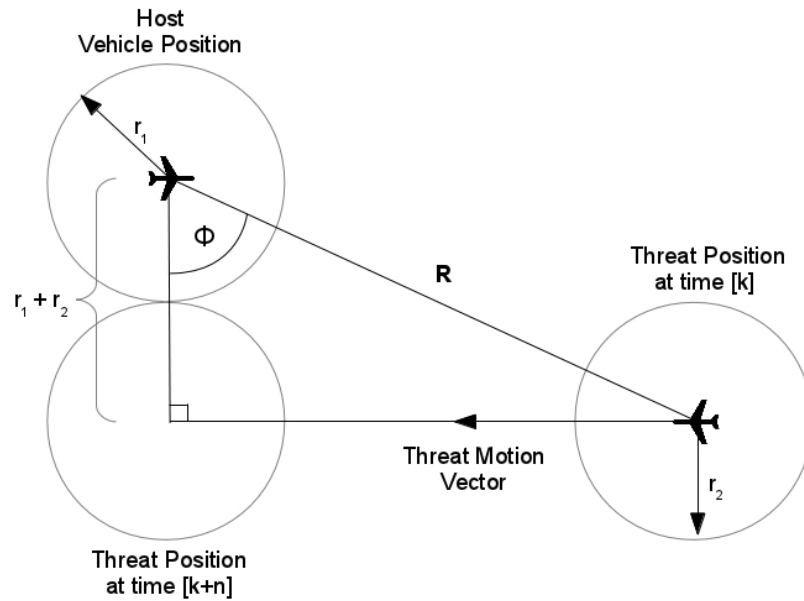 Host
Vehicle Position
r₁
Φ
R
Threat Position
at time [k]
r₁ + r₂
Threat Motion
Vector
r₂
Threat Position
at time [k+n]